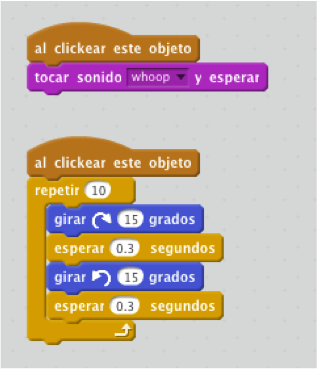 al clickear este objeto
tocar sonido whoop y esperar
al clickear este objeto
repetir 10
girar 15 grados
esperar 0.3 segundos
girar 15 grados
esperar 0.3 segundos